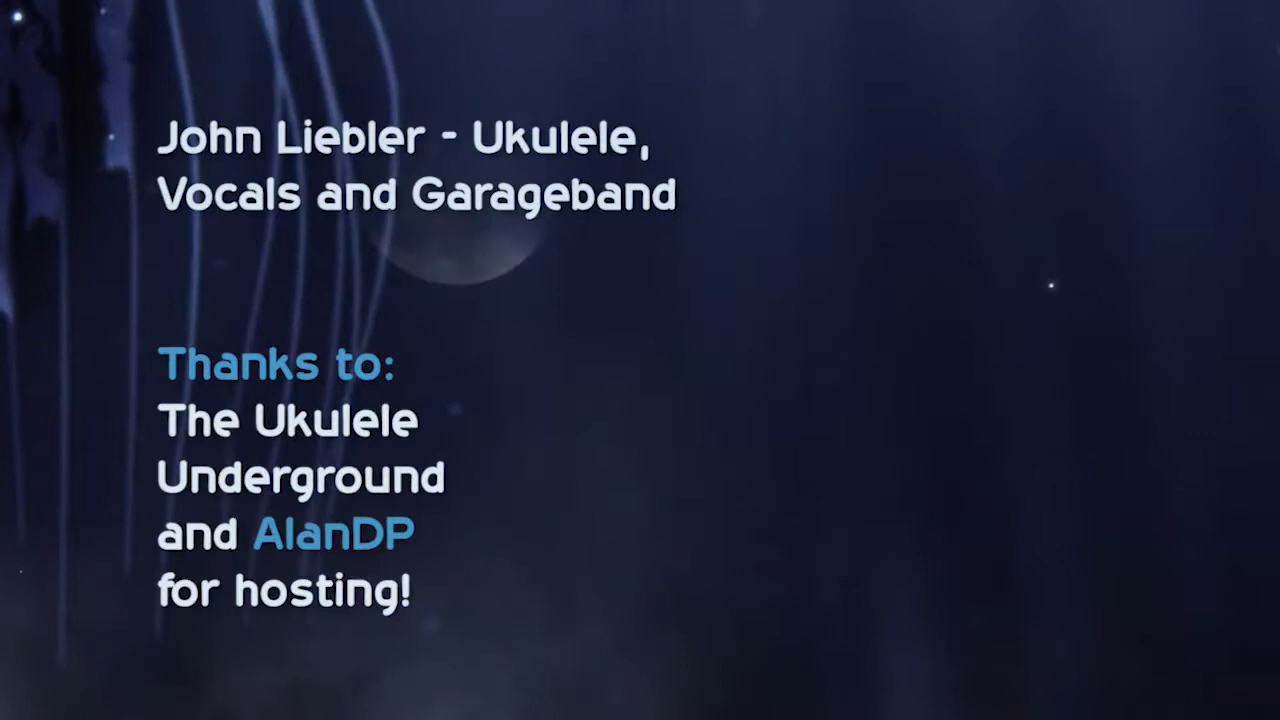 John Liebler - Ukulele,
Vocals and Garageband
Thanks to:
The Ukulele
Underground
and AlanDP
for hosting!